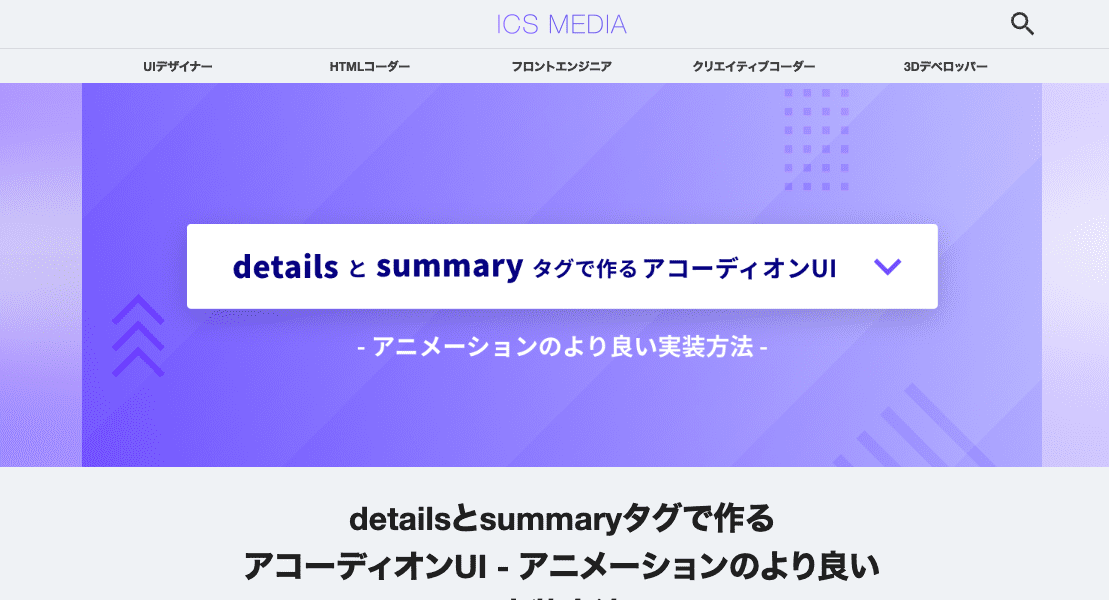 ICS MEDIA
UIデザイナー HTMLコーダー フロントエンジニア クリエイティブコーダー 3Dデベロッパー
details と summary タグで作る アコーディオンUI
- アニメーションのより良い実装方法 -
detailsとsummaryタグで作る
アコーディオンUI - アニメーションのより良い